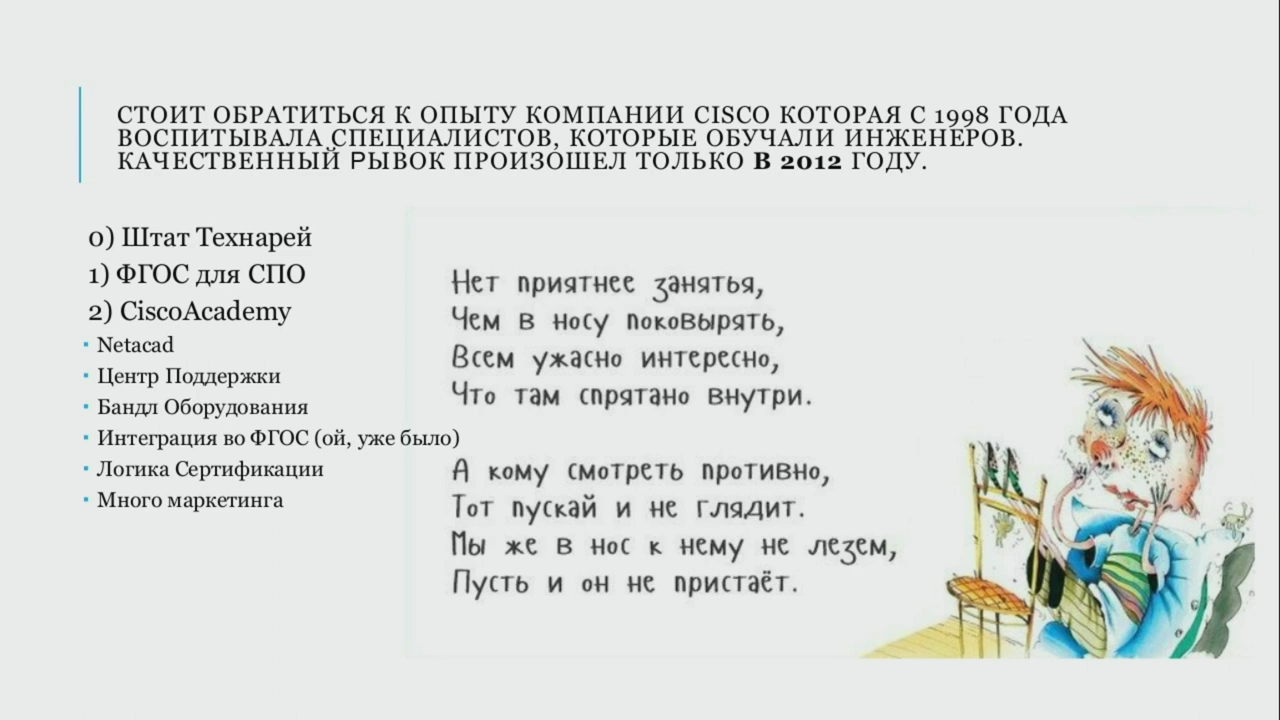 СТОИТ ОБРАТИТЬСЯ К ОПЫТУ КОМПАНИИ CISCO КОТОРАЯ С 1998 ГОДА
ВОСПИТЫВАЛА СПЕЦИАЛИСТОВ, КОТОРЫЕ ОБУЧАЛИ ИНЖЕНЕРОВ.
КАЧЕСТВЕННЫЙ РЫВОК ПРОИЗОШЕЛ ТОЛЬКО В 2012 ГОДУ.
0) Штат Технарей
1) ФГОС для СПО
2) CiscoAcademy
▪ Netacad
▪ Центр Поддержки
▪ Бандл Оборудования
▪ Интеграция во ФГОС (ой, уже было)
▪ Логика Сертификации
▪ Много маркетинга
Нет приятнее занятья,
Чем в носу поковырять,
Всем ужасно интересно,
Что там спрятано внутри.
А кому смотреть противно,
Тот пускай и не глядит.
Мы же в нос к нему не лезем,
Пусть и он не пристаёт.